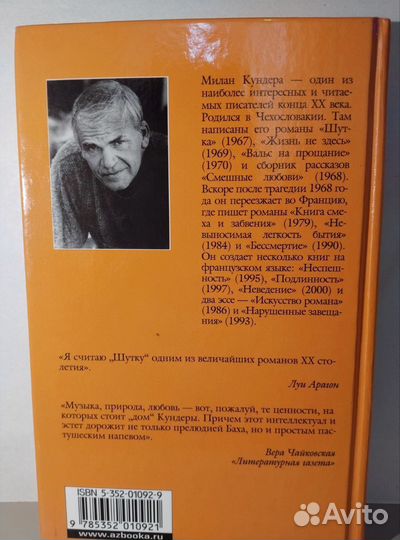 Милан Кундера — один из
наиболее интересных и читае-
мых писателей конца XX века.
Родился в Чехословакии. Там
написаны его романы «Шут-
ка» (1967), «Жизнь не здесь»
(1969), «Вальс на прощание»
(1970) и сборник рассказов
«Смешные любови» (1968).
Вскоре после трагедии 1968 го-
да он переезжает во Францию,
где пишет романы «Книга сме-
ха и забвения» (1979), «Не-
выносимая легкость бытия»
(1984) и «Бессмертие» (1990).
Он создает несколько книг на
французском языке: «Неспеш-
ность» (1995), «Подлинность»
(1997), «Неведение» (2000) и
два эссе — «Искусство романа»
(1986) и «Нарушенные завеща-
ния» (1993).
«Я считаю „Шутку“ одним из величайших романов XX сто-
летия».
Луи Арагон
«Музыка, природа, любовь — вот, пожалуй, те ценности, на
которых стоит „дом“ Кундеры. Причем этот интеллектуал и
эстет дорожит не только прелюдией Баха, но и простым пас-
тушеским напевом».
Вера Чайковская
«Литературная газета»
ISBN 5-352-01092-9
9 785352 010921
www.azbooka.ru
Avito